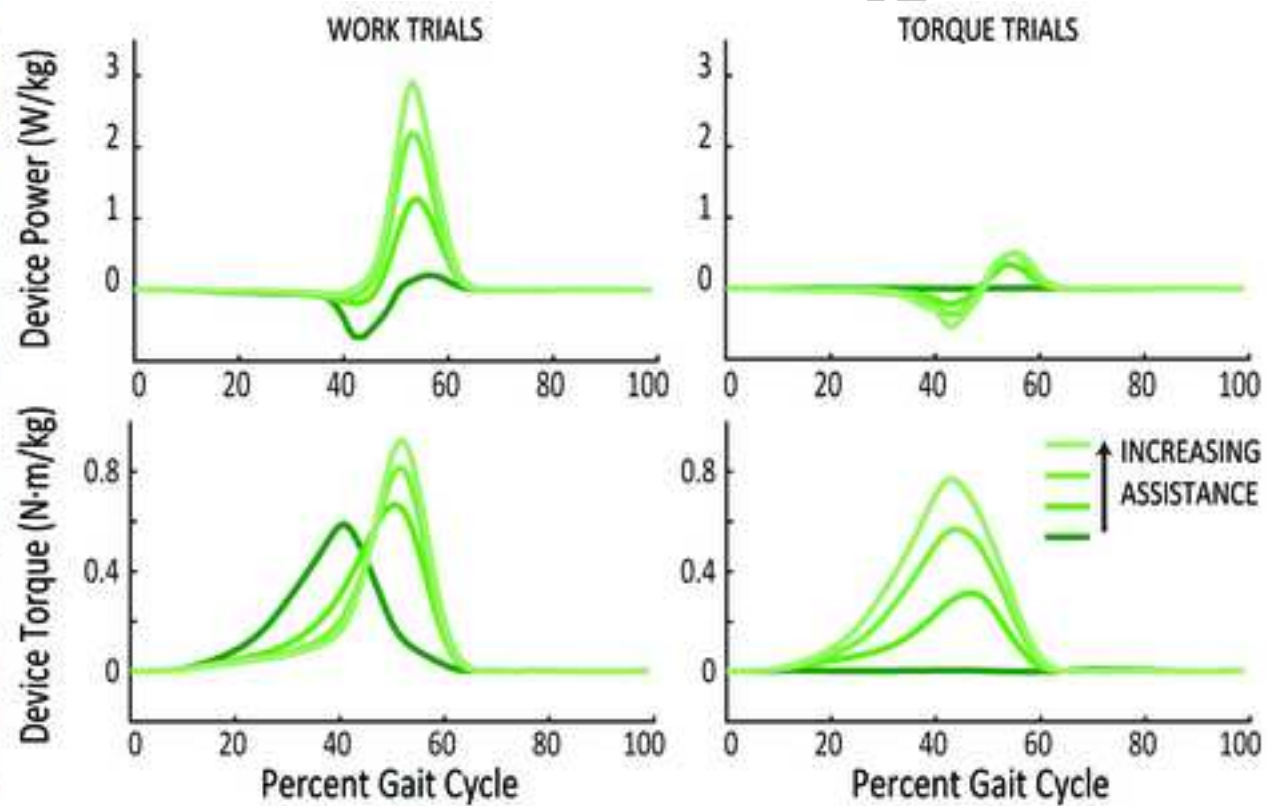 WORK TRIALS
TORQUE TRIALS
Device Power (W/kg)
3
2
1
0
0 20 40 60 80 100
3
2
1
0
0 20 40 60 80 100
Device Torque (N·m/kg)
0.8
0.4
0
0 20 40 60 80 100
Percent Gait Cycle
0.8
0.4
0
INCREASING
ASSISTANCE
0 20 40 60 80 100
Percent Gait Cycle